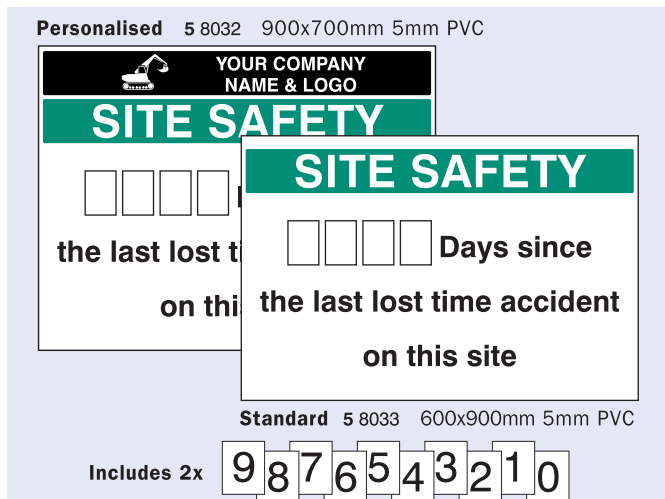 Personalised 5 8032 900x700mm 5mm PVC
YOUR COMPANY
NAME & LOGO
SITE SAFETY
the last lost ti
on this
SITE SAFETY
Days since
the last lost time accident
on this site
Standard 5 8033 600x900mm 5mm PVC
Includes 2x 9 8 7 6 5 4 3 2 1 0